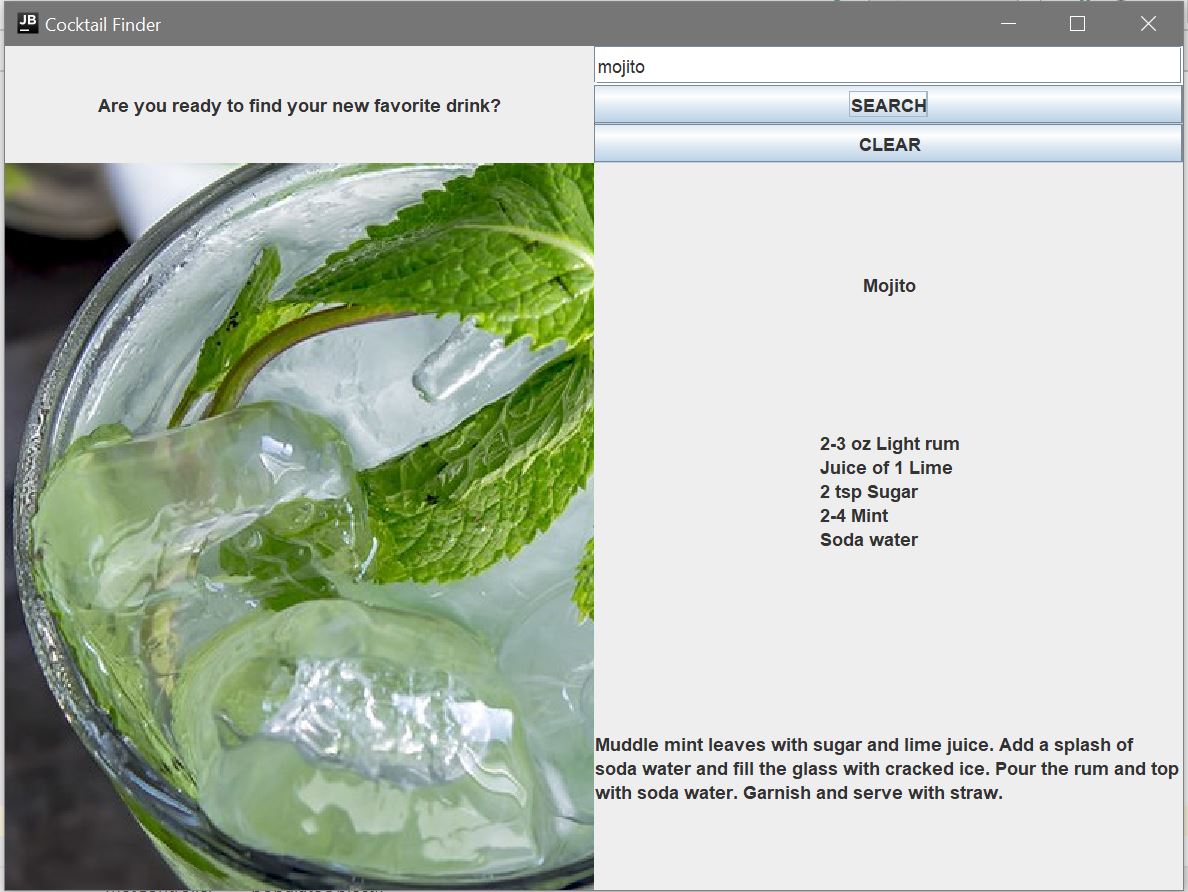 JB Cocktail Finder
Are you ready to find your new favorite drink?
mojito
SEARCH
CLEAR
Mojito
2-3 oz Light rum
Juice of 1 Lime
2 tsp Sugar
2-4 Mint
Soda water
Muddle mint leaves with sugar and lime juice. Add a splash of
soda water and fill the glass with cracked ice. Pour the rum and top
with soda water. Garnish and serve with straw.